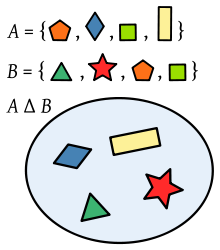 A = { , , , }
B = { , , , }
A Δ B